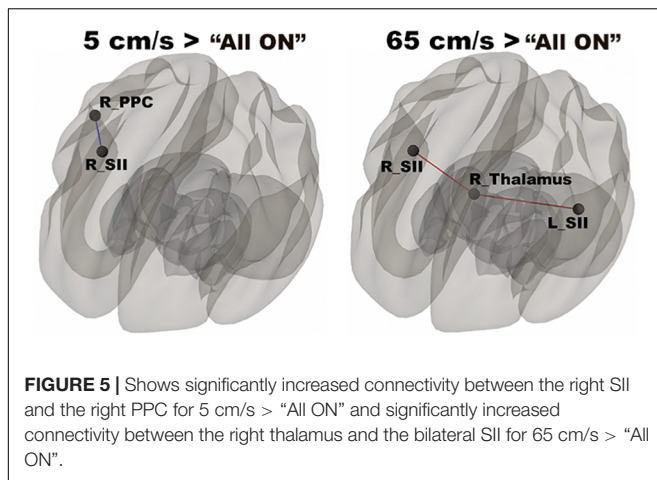 5 cm/s > “All ON”
65 cm/s > “All ON”
R_PPC
R_SII
R_SII
R_Thalamus
L_SII
FIGURE 5 | Shows significantly increased connectivity between the right SII
and the right PPC for 5 cm/s > “All ON” and significantly increased
connectivity between the right thalamus and the bilateral SII for 65 cm/s > “All
ON”.